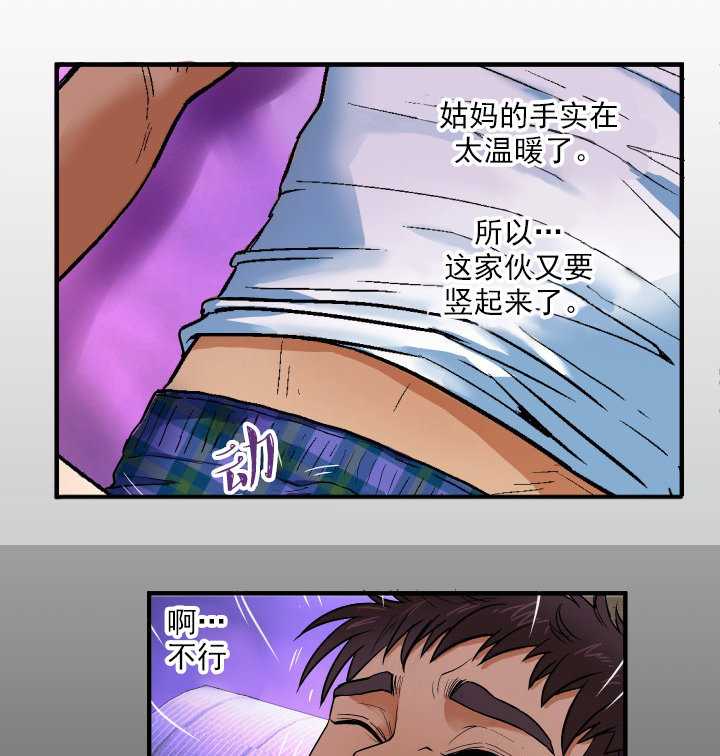 姑妈的手实在
太温暖了。
所以…
这家伙又要
竖起来了。
动
啊…
不行